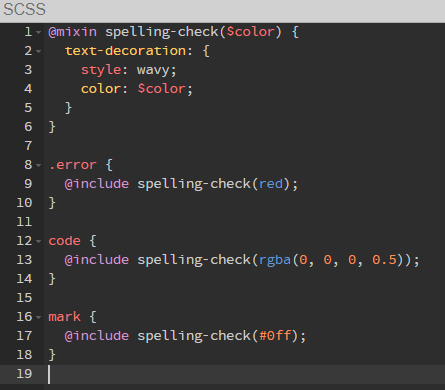 SCSS
1 @mixin spelling-check($color) {
2   text-decoration: {
3     style: wavy;
4     color: $color;
5   }
6 }
7
8 .error {
9   @include spelling-check(red);
10 }
11
12 code {
13   @include spelling-check(rgba(0, 0, 0, 0.5));
14 }
15
16 mark {
17   @include spelling-check(#0ff);
18 }
19